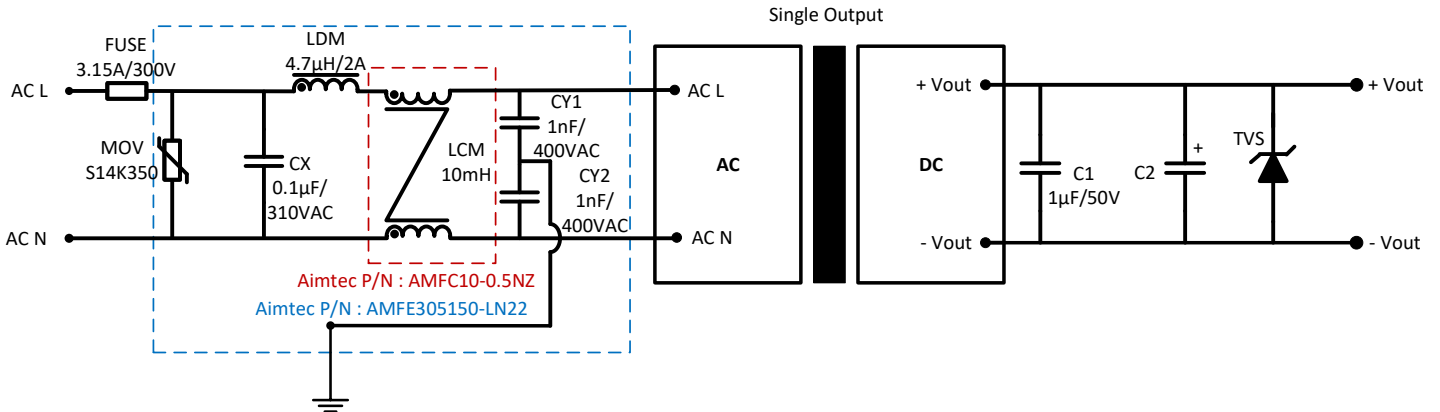 Single Output
FUSE
3.15A/300V
LDM
4.7µH/2A
AC L
MOV
S14K350
CX
0.1µF/
310VAC
LCM
10mH
CY1
1nF/
400VAC
CY2
1nF/
400VAC
AC N
Aimtec P/N : AMFC10-0.5NZ
Aimtec P/N : AMFE305150-LN22
AC L
AC
AC N
+ Vout
DC
- Vout
C1
1µF/50V
C2
+
TVS
+ Vout
- Vout